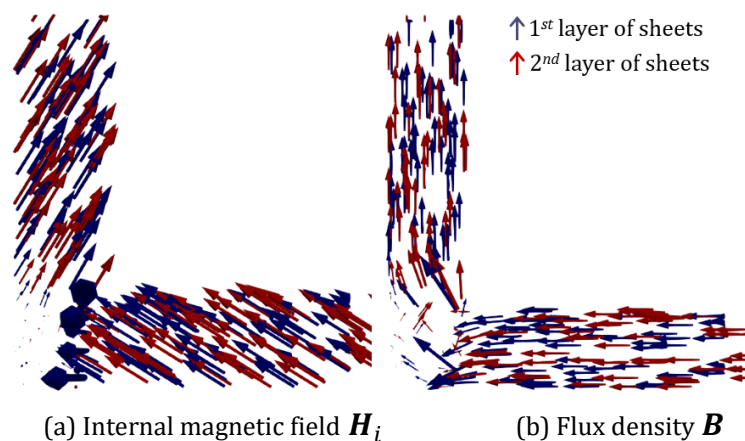 ↑ 1st layer of sheets
↑ 2nd layer of sheets
(a) Internal magnetic field Hi
(b) Flux density B